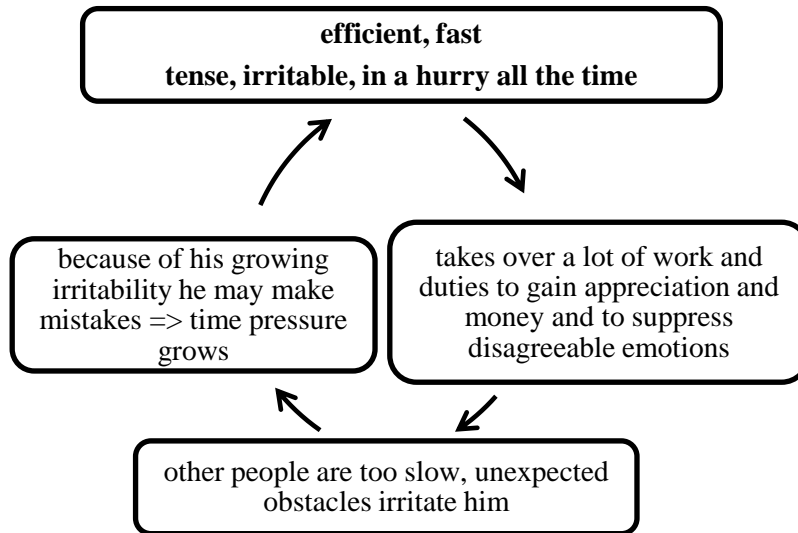 efficient, fast
tense, irritable, in a hurry all the time
because of his growing
irritability he may make
mistakes => time pressure
grows
takes over a lot of work and
duties to gain appreciation and
money and to suppress
disagreeable emotions
other people are too slow, unexpected
obstacles irritate him